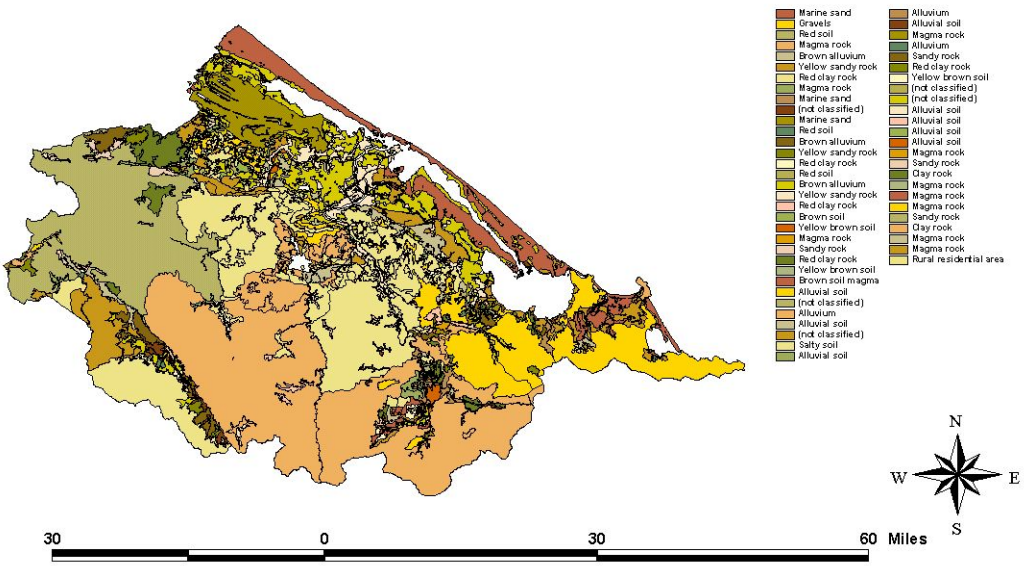 Marine sand
Gravels
Red soil
Magma rock
Brown alluvium
Yellow sandy rock
Red clay rock
Magma rock
Marine sand
(not classified)
Marine sand
Red soil
Brown alluvium
Yellow sandy rock
Red clay rock
Red soil
Brown alluvium
Yellow sandy rock
Red clay rock
Brown soil
Yellow brown soil
Magma rock
Sandy rock
Red clay rock
Yellow brown soil
Brown soil magma
Alluvial soil
(not classified)
Alluvium
Alluvial soil
(not classified)
Salty soil
Alluvial soil
Alluvium
Alluvial soil
Magma rock
Alluvium
Sandy rock
Red clay rock
Yellow brown soil
(not classified)
(not classified)
Alluvial soil
Alluvial soil
Alluvial soil
Alluvial soil
Magma rock
Sandy rock
Clay rock
Magma rock
Magma rock
Magma rock
Sandy rock
Clay rock
Magma rock
Magma rock
Rural residential area
N
W E
S
30 0 30 60 Miles